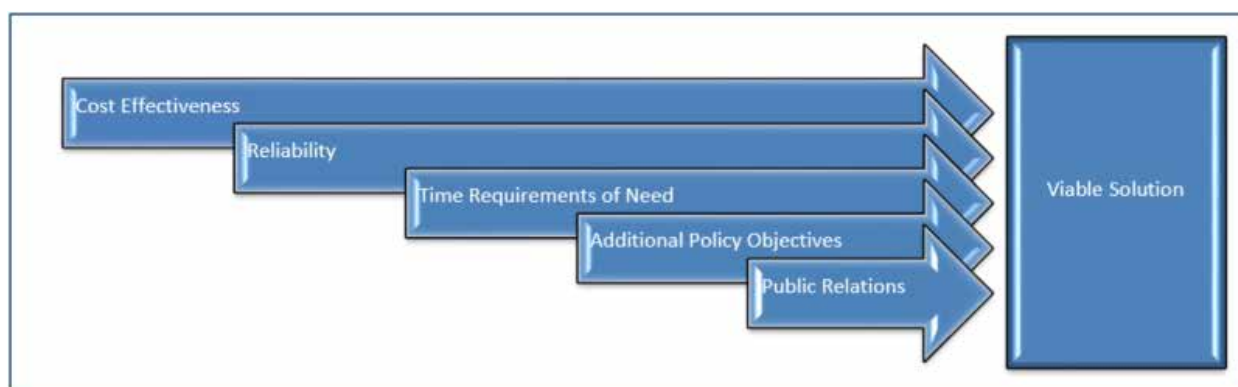 Cost Effectiveness
Reliability
Time Requirements of Need
Additional Policy Objectives
Public Relations
Viable Solution